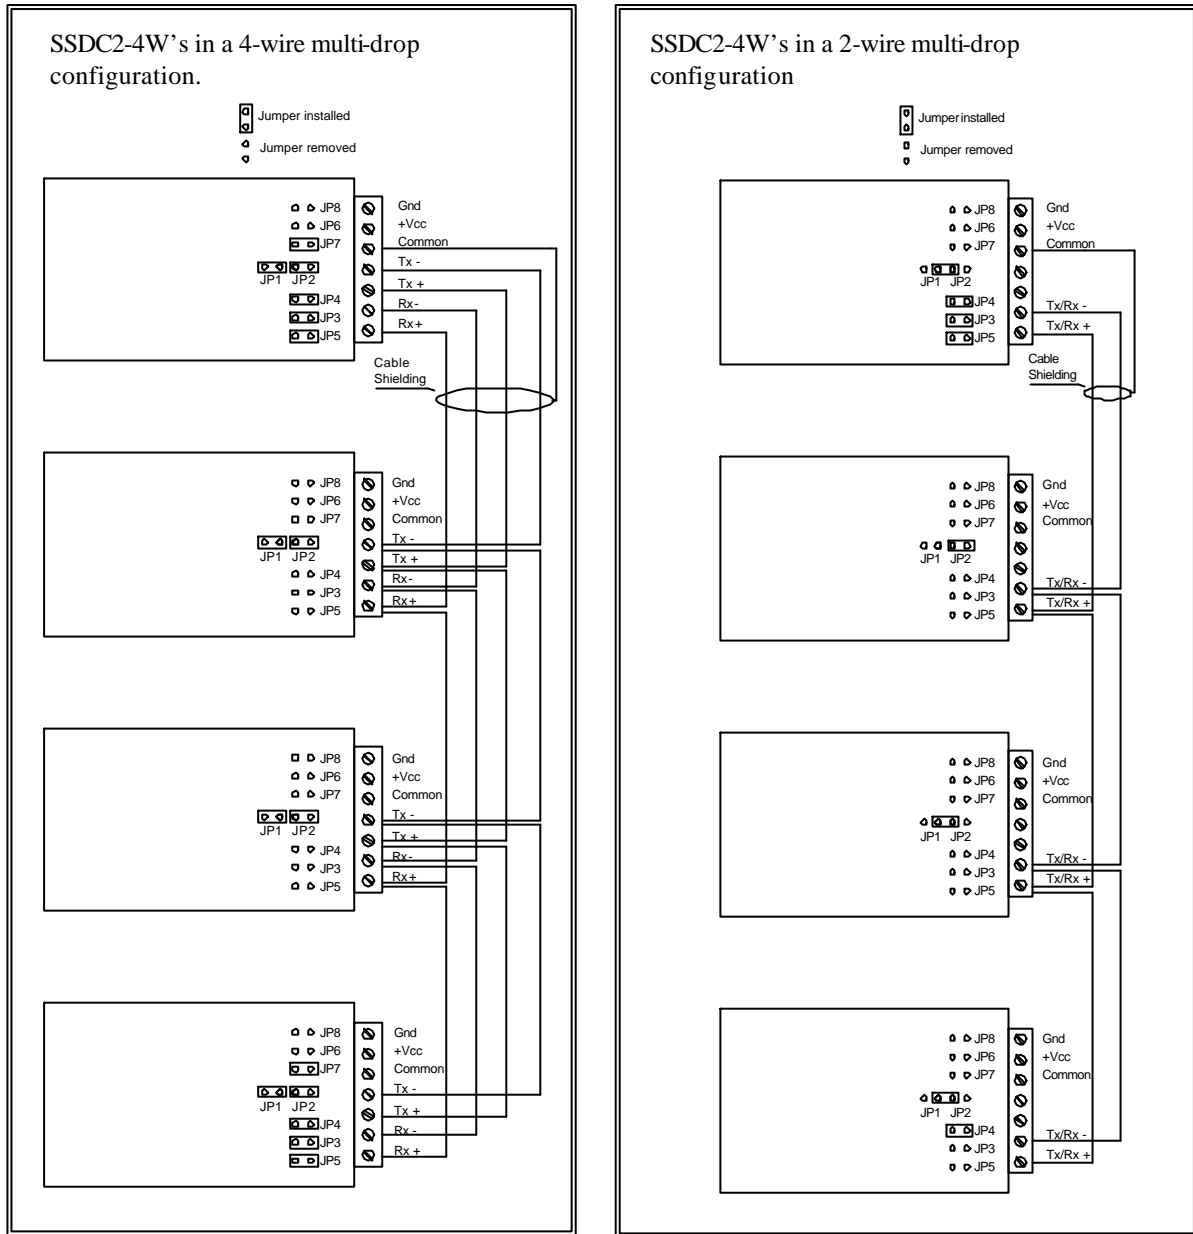 SSDC2-4W's in a 4-wire multi-drop
configuration.
Jumper installed
Jumper removed
JP8
Gnd
JP6
+Vcc
JP7
Common
Tx -
JP1 JP2
Tx +
JP4
Rx-
JP3
Rx+
JP5
Cable
Shielding
JP8
Gnd
JP6
+Vcc
JP7
Common
Tx -
JP1 JP2
Tx +
JP4
Rx-
JP3
Rx+
JP5
JP8
Gnd
JP6
+Vcc
JP7
Common
Tx -
JP1 JP2
Tx +
JP4
Rx-
JP3
Rx+
JP5
JP8
Gnd
JP6
+Vcc
JP7
Common
Tx -
JP1 JP2
Tx +
JP4
Rx -
JP3
Rx +
JP5
SSDC2-4W's in a 2-wire multi-drop
configuration
Jumper installed
Jumper removed
JP8
Gnd
JP6
+Vcc
JP7
Common
JP1 JP2
JP4
Tx/Rx -
JP3
Tx/Rx +
JP5
Cable
Shielding
JP8
Gnd
JP6
+Vcc
JP7
Common
JP1 JP2
JP4
Tx/Rx -
JP3
Tx/Rx +
JP5
JP8
Gnd
JP6
+Vcc
JP7
Common
JP1 JP2
JP4
Tx/Rx -
JP3
Tx/Rx +
JP5
JP8
Gnd
JP6
+Vcc
JP7
Common
JP1 JP2
JP4
Tx/Rx -
JP3
Tx/Rx +
JP5